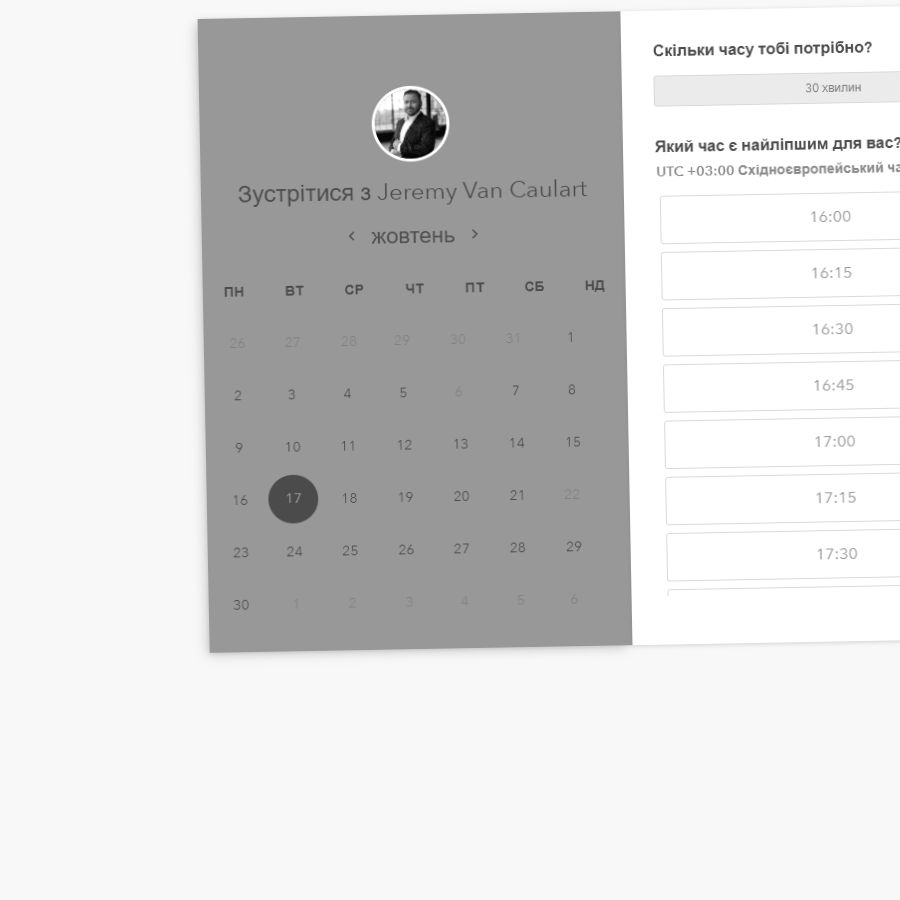 Зустрітися з Jeremy Van Caulart
жовтень
ПН ВТ СР ЧТ ПТ СБ НД
26 27 28 29 30 31 1
2 3 4 5 6 7 8
9 10 11 12 13 14 15
16 17 18 19 20 21 22
23 24 25 26 27 28 29
30 1 2 3 4 5 6
Скільки часу тобі потрібно?
30 хвилин
Який час є найліпшим для вас?
UTC +03:00 Східноєвропейський
16:00
16:15
16:30
16:45
17:00
17:15
17:30